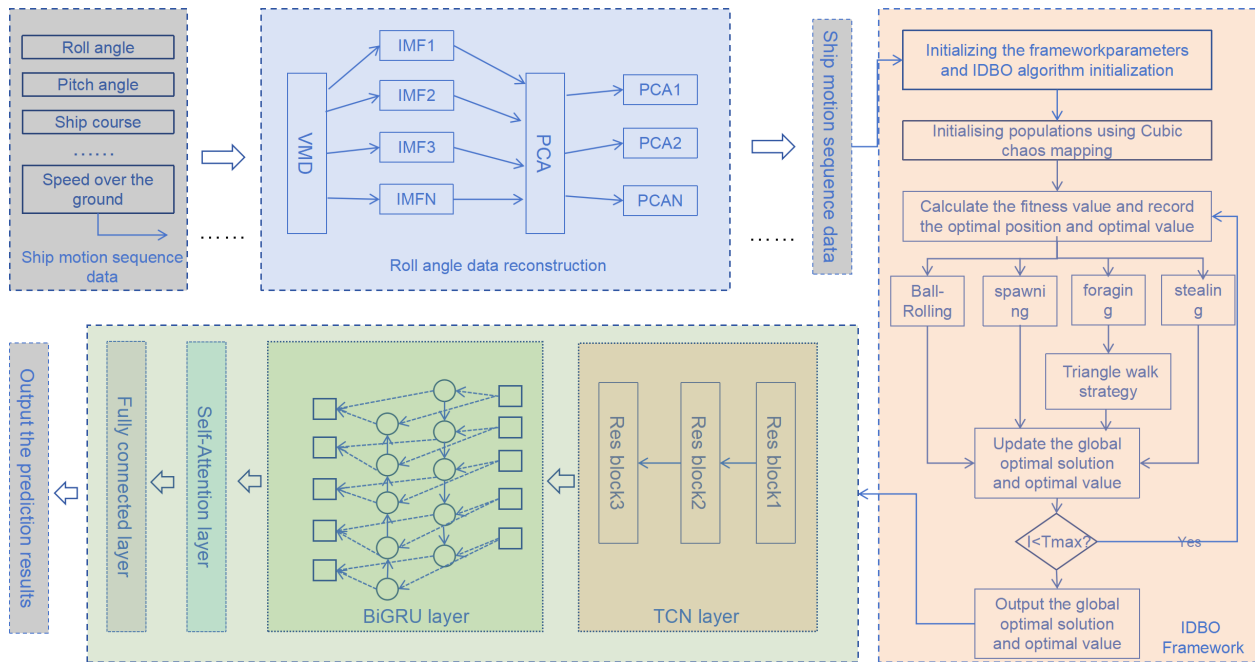 Roll angle
Pitch angle
Ship course
······
Speed over the
ground
Ship motion sequence
data
······
VMD
IMF1
IMF2
IMF3
IMFN
PCA
PCA1
PCA2
PCAN
Roll angle data reconstruction
······
Ship motion sequence data
Initializing the frameworkparameters
and IDBO algorithm initialization
Initialising populations using Cubic
chaos mapping
Calculate the fitness value and record
the optimal position and optimal value
Ball-
Rolling
spawni
ng
foragin
g
stealin
g
Triangle walk
strategy
Update the global
optimal solution
and optimal value
I<Tmax?
Yes
Output the global
optimal solution
and optimal value
IDBO
Framework
Res block1
Res block2
Res block3
TCN layer
BiGRU layer
Self-Attention layer
Fully connected layer
Output the prediction results